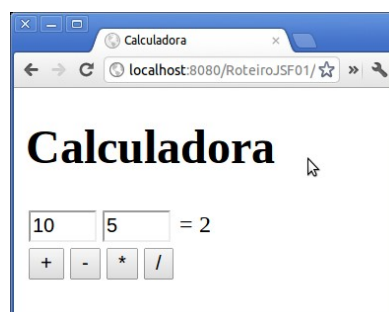 Calculadora
localhost:8080/RoteiroJSF01/
Calculadora
10 5 = 2
+ - * /